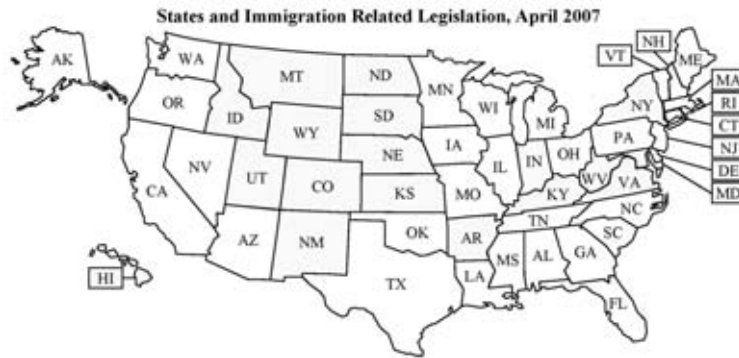 States and Immigration Related Legislation, April 2007
AK
WA
MT
ND
MN
VT
NH
ME
MA
RI
CT
NJ
DE
MD
OR
ID
WY
SD
WI
MI
NY
PA
NE
IA
IL
IN
OH
WV
VA
NV
UT
CO
KS
MO
KY
NC
CA
AZ
NM
OK
AR
TN
SC
MS
AL
GA
TX
LA
FL
HI